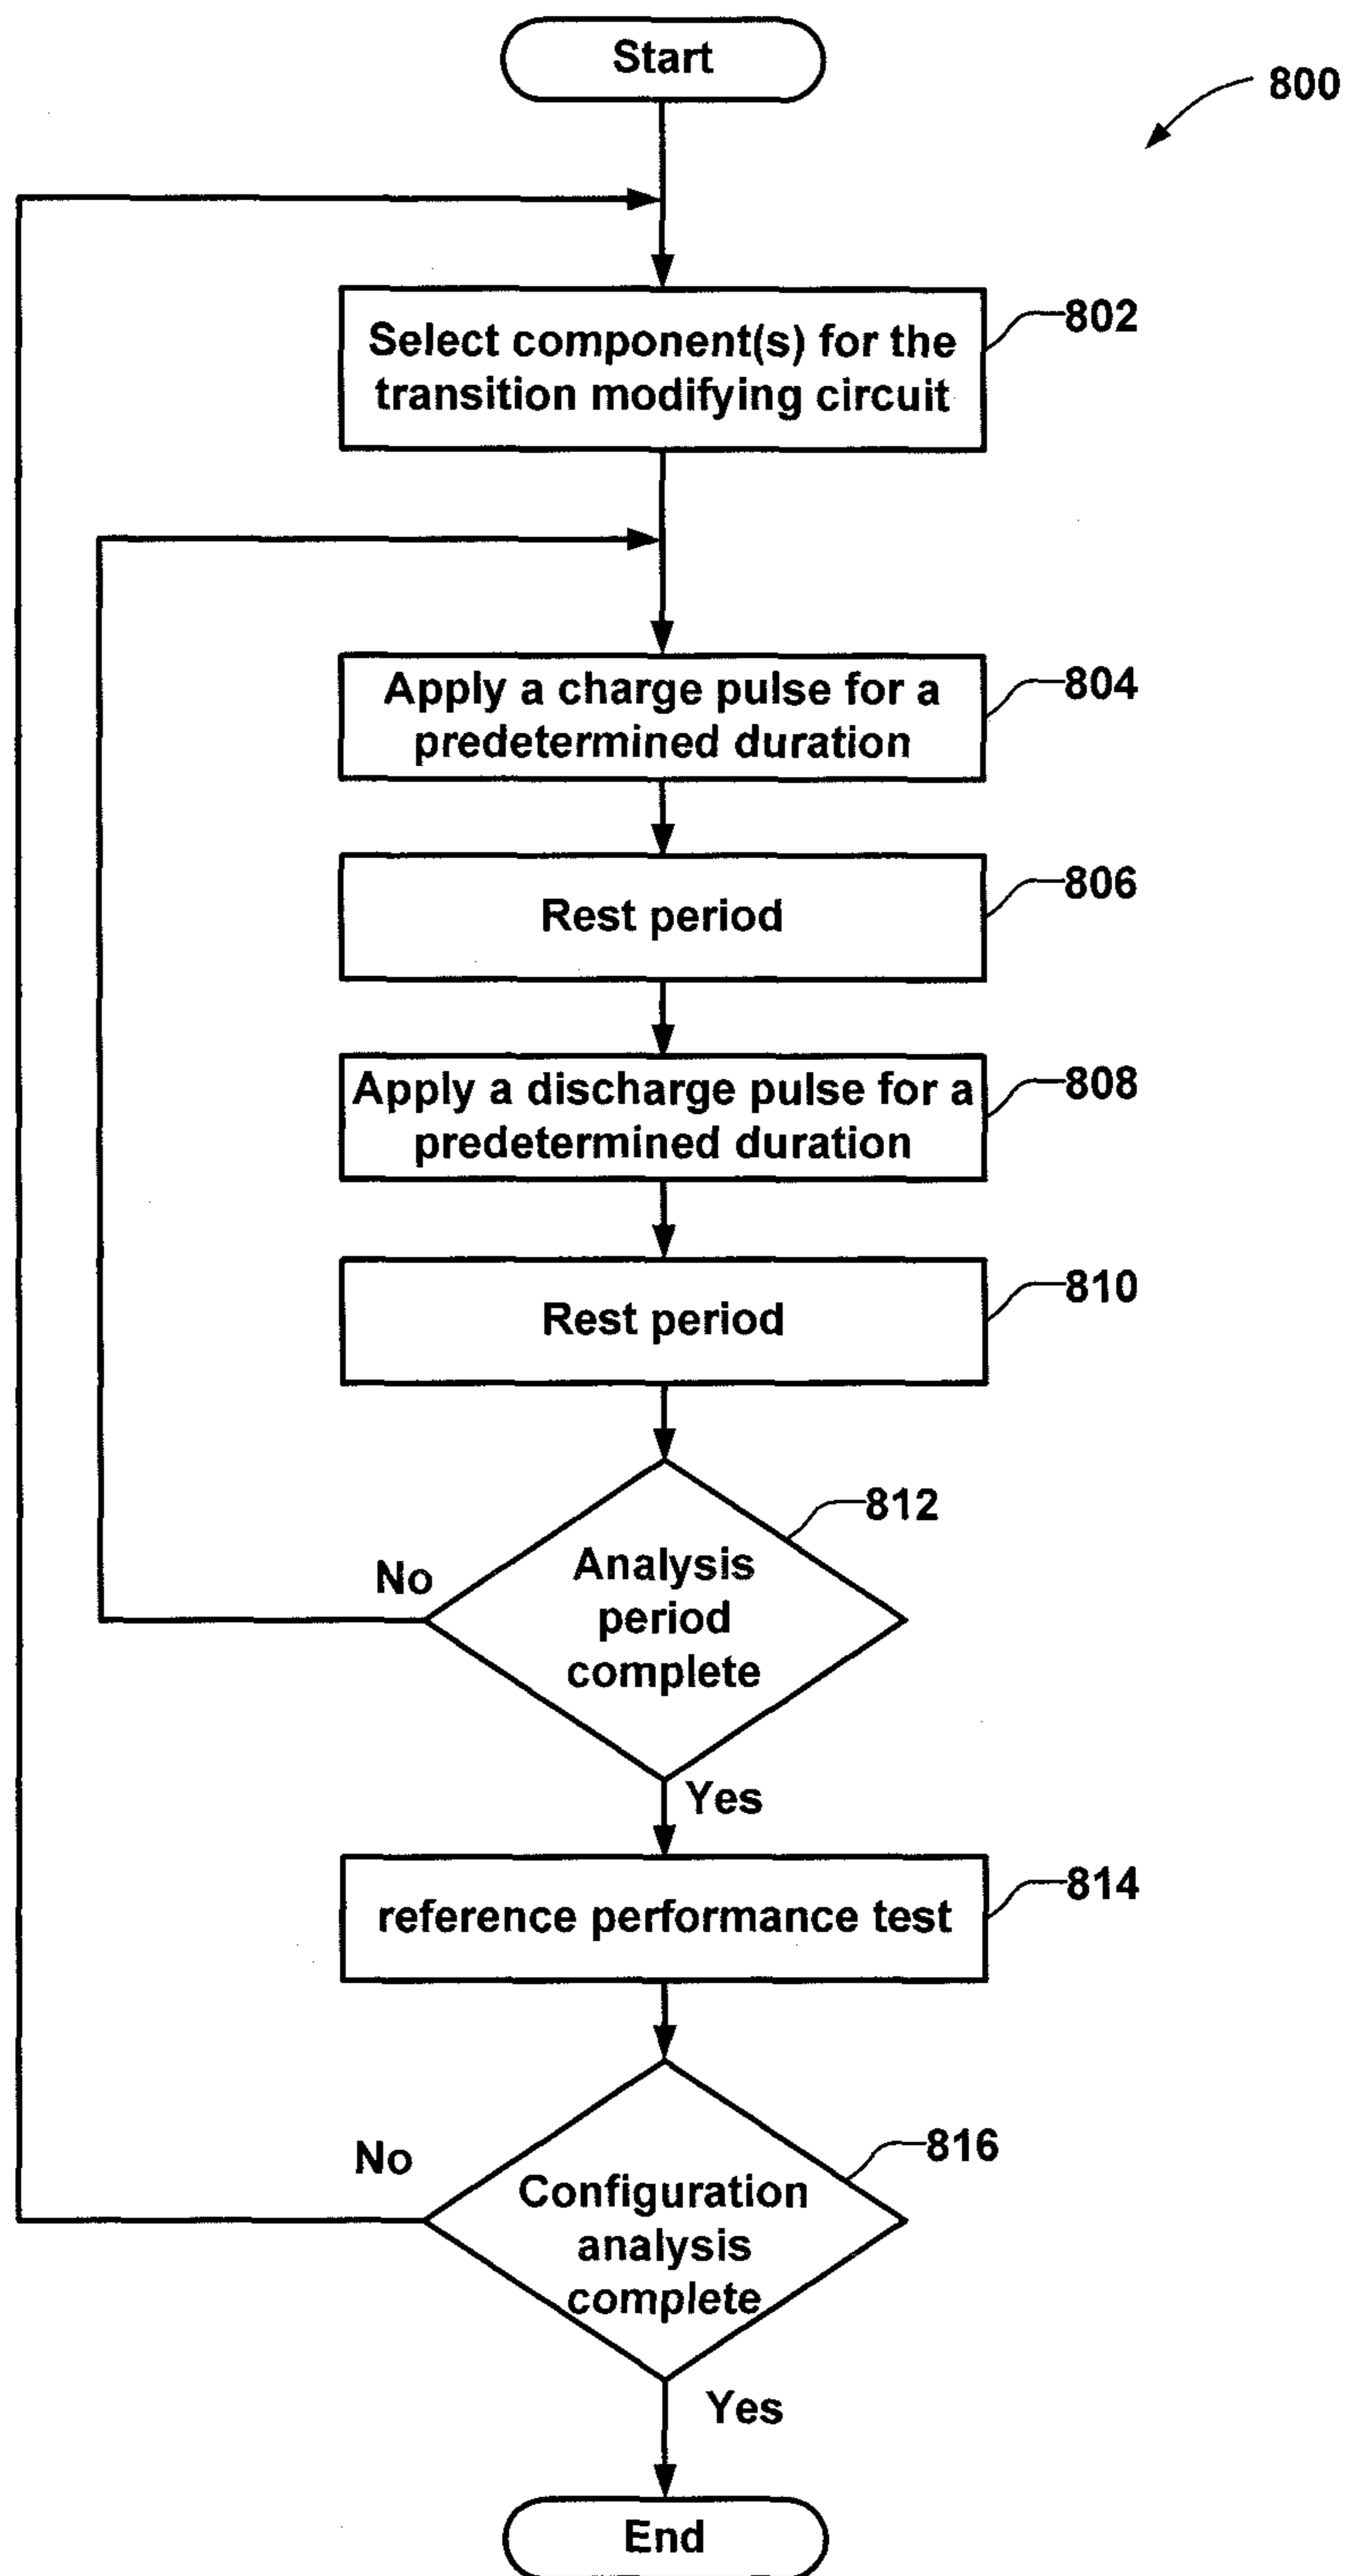 Start
800
802
Select component(s) for the
transition modifying circuit
804
Apply a charge pulse for a
predetermined duration
806
Rest period
808
Apply a discharge pulse for a
predetermined duration
810
Rest period
812
No
Analysis
period
complete
Yes
814
reference performance test
816
No
Configuration
analysis
complete
Yes
End